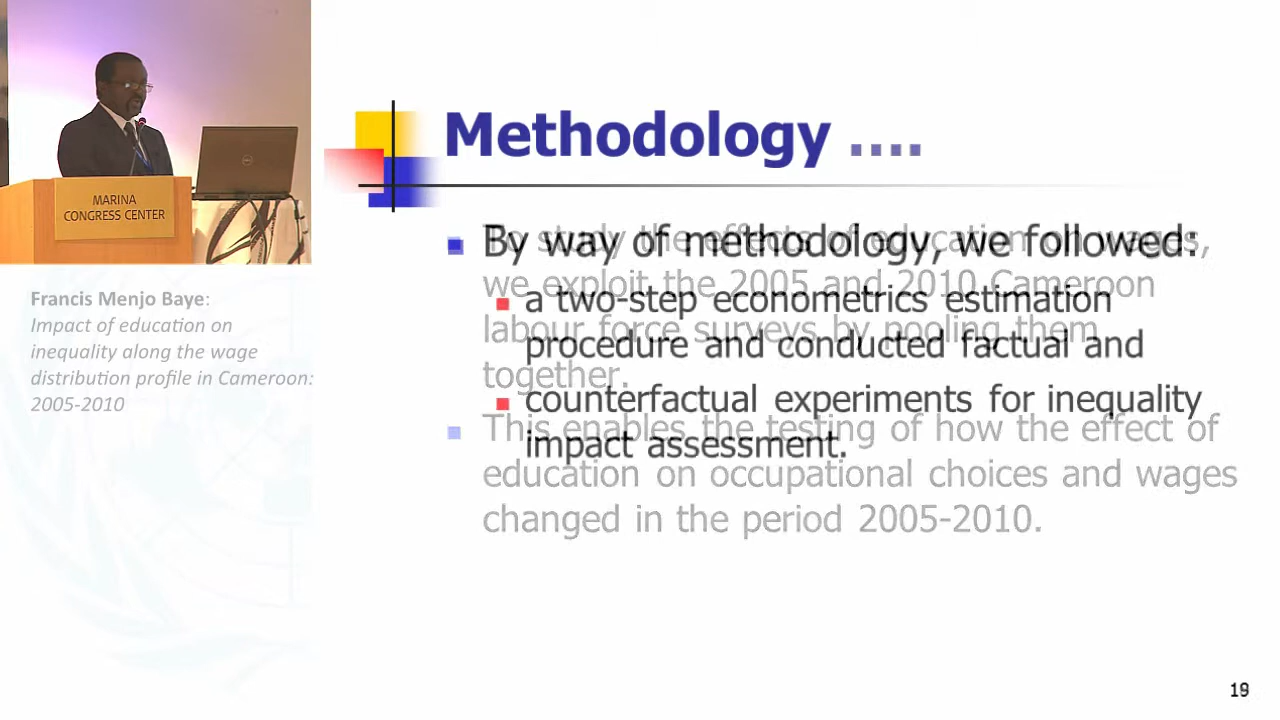 MARINA
CONGRESS CENTER
Francis Menjo Baye:
Impact of education on
inequality along the wage
distribution profile in Cameroon:
2005-2010
Methodology ....
By way of methodology, we followed:
a two-step econometrics estimation
procedure and conducted factual and
counterfactual experiments for inequality
impact assessment.
To study the effects of education on wages,
we exploit the 2005 and 2010 Cameroon
labour force surveys by pooling them
together.
This enables the testing of how the effect of
education on occupational choices and wages
changed in the period 2005-2010.